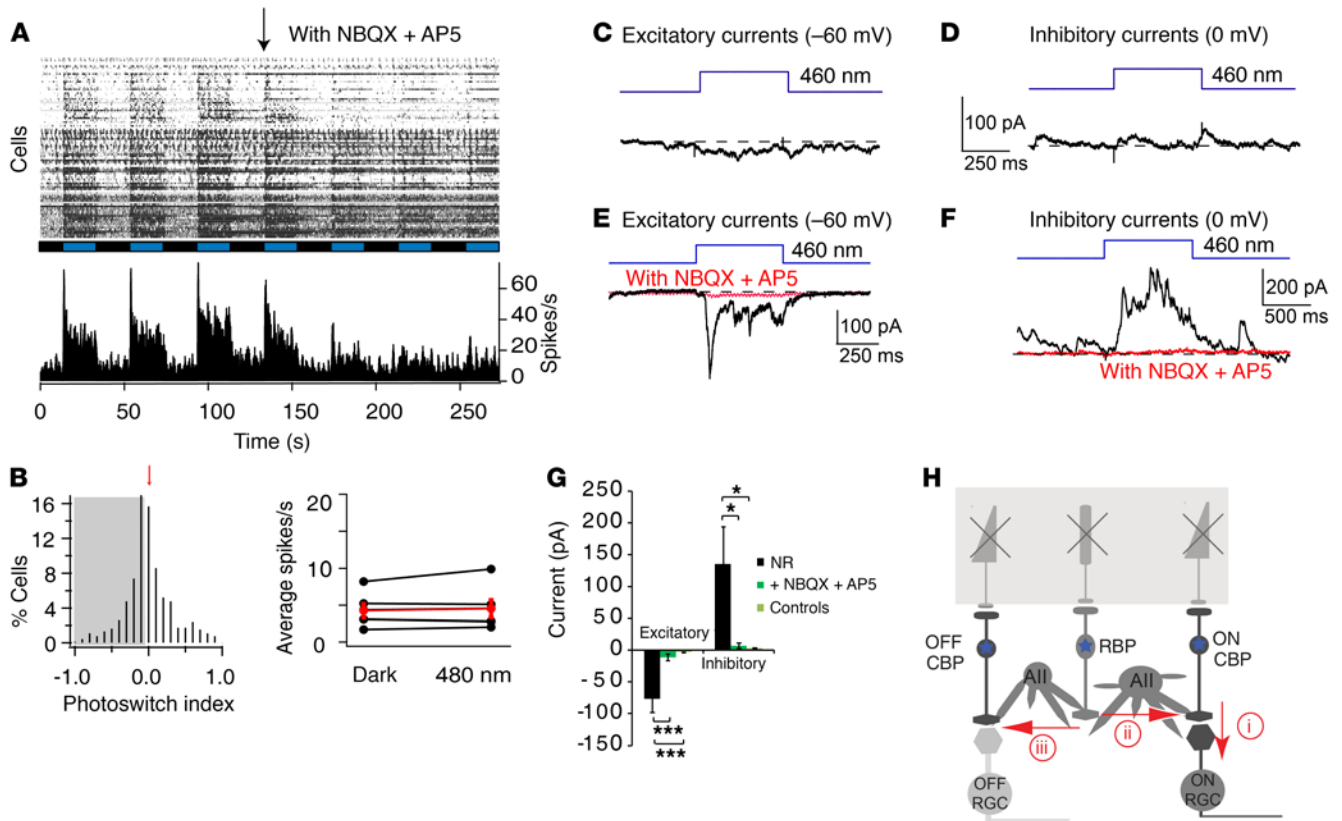 A
With NBQX + AP5
Cells
60
40
20
0
Spikes/s
0 50 100 150 200 250
Time (s)
B
% Cells
16
12
8
4
0
-1.0 0.0 1.0
Photoswitch index
Average spikes/s
20
10
0
Dark 480 nm
C Excitatory currents (–60 mV)
460 nm
D Inhibitory currents (0 mV)
460 nm
100 pA
250 ms
E Excitatory currents (–60 mV)
460 nm
With NBQX + AP5
100 pA
250 ms
F Inhibitory currents (0 mV)
460 nm
200 pA
500 ms
With NBQX + AP5
G
Current (pA)
250
200
150
100
50
0
- 50
-100
-150
Excitatory
Inhibitory
*
*
***
***
NR
+ NBQX + AP5
Controls
H
OFF
CBP
RBP
ON
CBP
AII
AII
i
ii
iii
OFF
RGC
ON
RGC